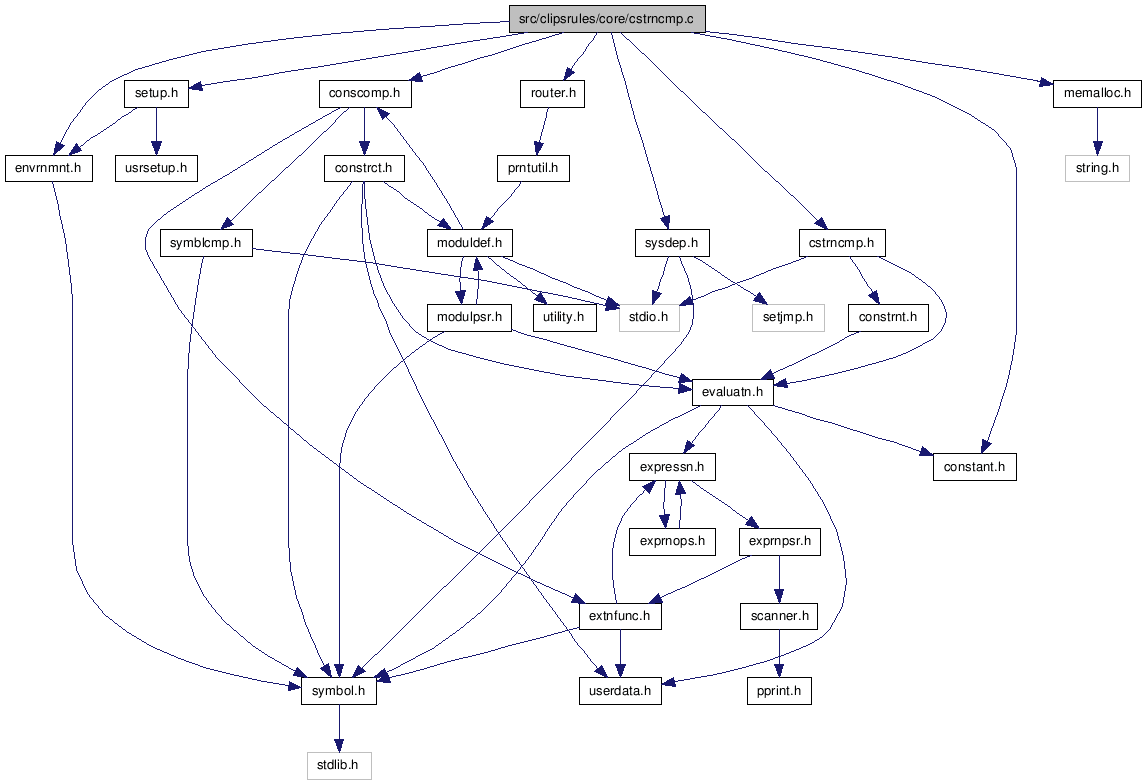 src/clipsrules/core/cstrncmp.c
setup.h
conscomp.h
router.h
memalloc.h
envrnmnt.h
usrsetup.h
constrct.h
prntutil.h
string.h
symblcmp.h
moduldef.h
sysdep.h
cstrncmp.h
modulpsr.h
utility.h
stdio.h
setjmp.h
constrnt.h
evaluatn.h
expressn.h
constant.h
exprnops.h
exprnpsr.h
extnfunc.h
scanner.h
symbol.h
userdata.h
pprint.h
stdlib.h